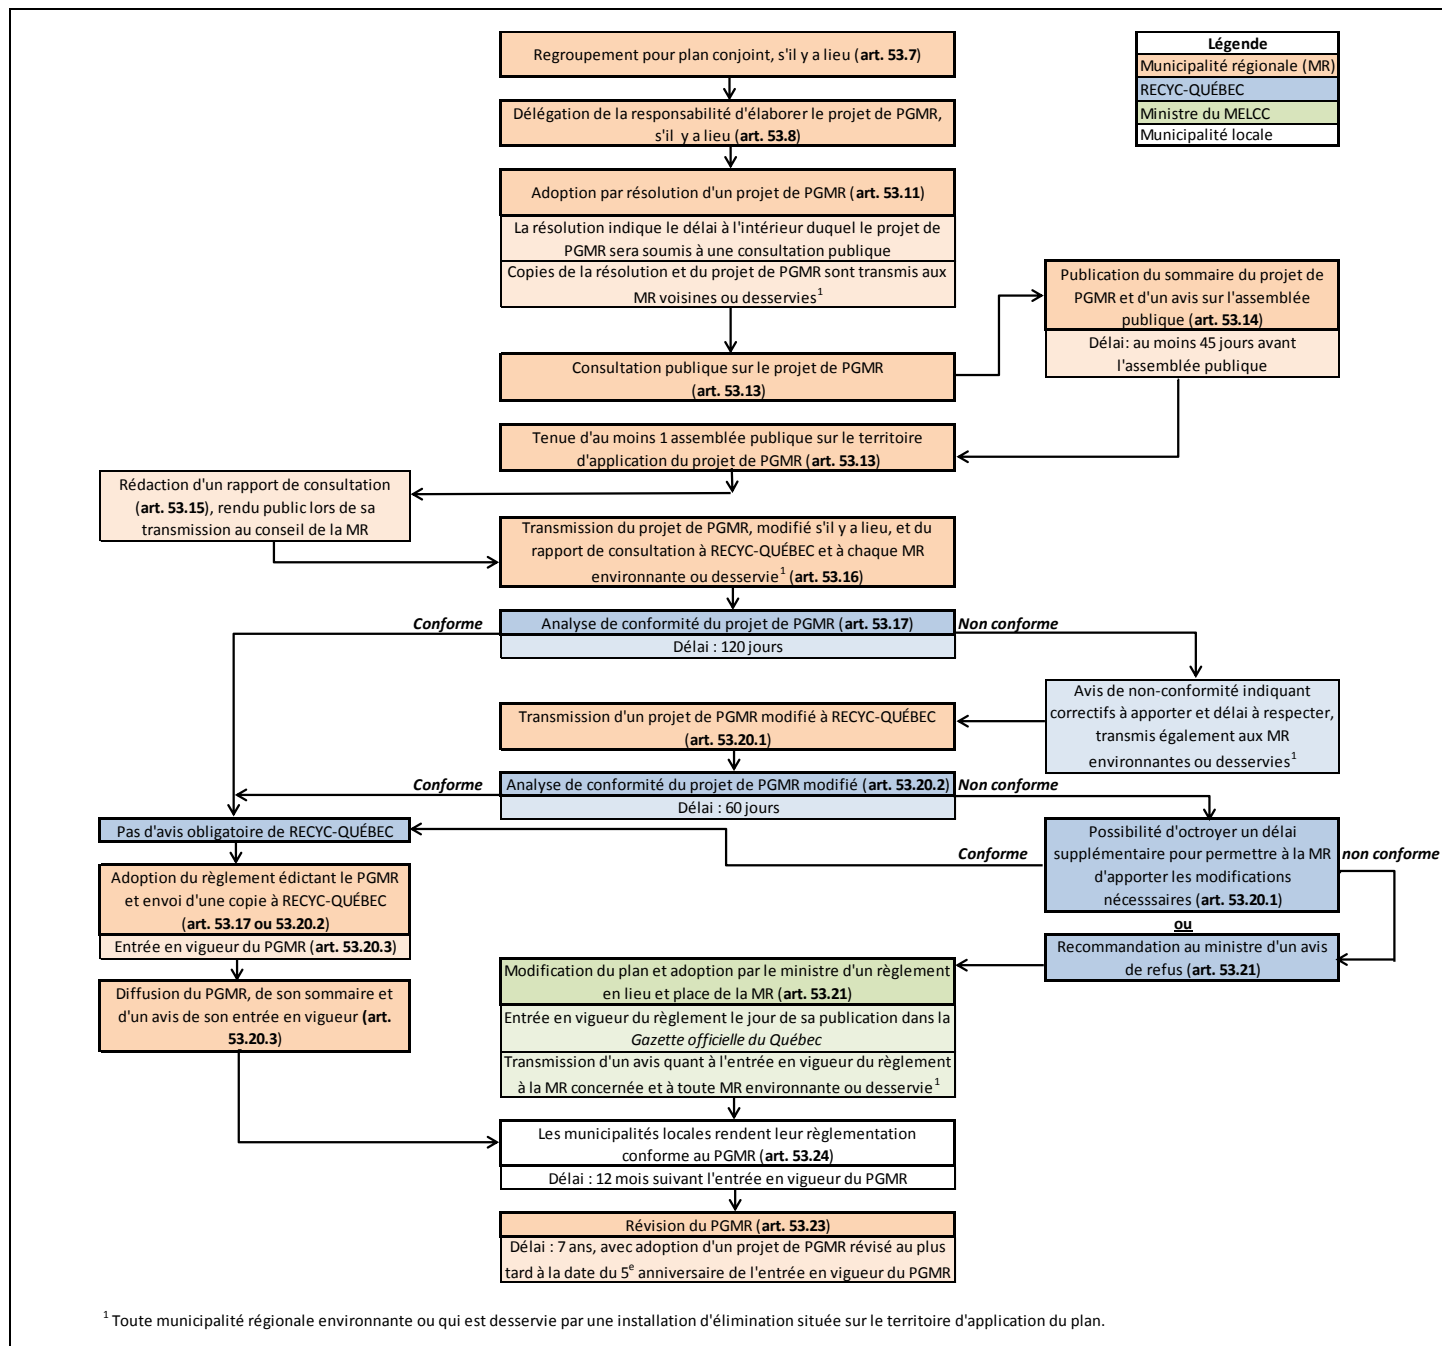 Regroupement pour plan conjoint, s'il y a lieu (art. 53.7)
Légende
Municipalité régionale (MR)
RECYC-QUÉBEC
Ministre du MELCC
Municipalité locale
Délégation de la responsabilité d'élaborer le projet de PGMR,
s'il y a lieu (art. 53.8)
Adoption par résolution d'un projet de PGMR (art. 53.11)
La résolution indique le délai à l'intérieur duquel le projet de
PGMR sera soumis à une consultation publique
Copies de la résolution et du projet de PGMR sont transmis aux
MR voisines ou desservies1
Publication du sommaire du projet de
PGMR et d'un avis sur l'assemblée
publique (art. 53.14)
Délai: au moins 45 jours avant
l'assemblée publique
Consultation publique sur le projet de PGMR
(art. 53.13)
Tenue d'au moins 1 assemblée publique sur le territoire
d'application du projet de PGMR (art. 53.13)
Rédaction d'un rapport de consultation
(art. 53.15), rendu public lors de sa
transmission au conseil de la MR
Transmission du projet de PGMR, modifié s'il y a lieu, et du
rapport de consultation à RECYC-QUÉBEC et à chaque MR
environnante ou desservie1 (art. 53.16)
Conforme
Analyse de conformité du projet de PGMR (art. 53.17)
Non conforme
Délai : 120 jours
Avis de non-conformité indiquant
correctifs à apporter et délai à respecter,
transmis également aux MR
environnantes ou desservies1
Transmission d'un projet de PGMR modifié à RECYC-QUÉBEC
(art. 53.20.1)
Conforme
Analyse de conformité du projet de PGMR modifié (art. 53.20.2)
Non conforme
Délai : 60 jours
Pas d'avis obligatoire de RECYC-QUÉBEC
Possibilité d'octroyer un délai
supplémentaire pour permettre à la MR
d'apporter les modifications
nécesssaires (art. 53.20.1)
Conforme
non conforme
ou
Recommandation au ministre d'un avis
de refus (art. 53.21)
Adoption du règlement édictant le PGMR
et envoi d'une copie à RECYC-QUÉBEC
(art. 53.17 ou 53.20.2)
Entrée en vigueur du PGMR (art. 53.20.3)
Diffusion du PGMR, de son sommaire et
d'un avis de son entrée en vigueur (art.
53.20.3)
Modification du plan et adoption par le ministre d'un règlement
en lieu et place de la MR (art. 53.21)
Entrée en vigueur du règlement le jour de sa publication dans la
Gazette officielle du Québec
Transmission d'un avis quant à l'entrée en vigueur du règlement
à la MR concernée et à toute MR environnante ou desservie1
Les municipalités locales rendent leur règlementation
conforme au PGMR (art. 53.24)
Délai : 12 mois suivant l'entrée en vigueur du PGMR
Révision du PGMR (art. 53.23)
Délai : 7 ans, avec adoption d'un projet de PGMR révisé au plus
tard à la date du 5e anniversaire de l'entrée en vigueur du PGMR
1 Toute municipalité régionale environnante ou qui est desservie par une installation d'élimination située sur le territoire d'application du plan.